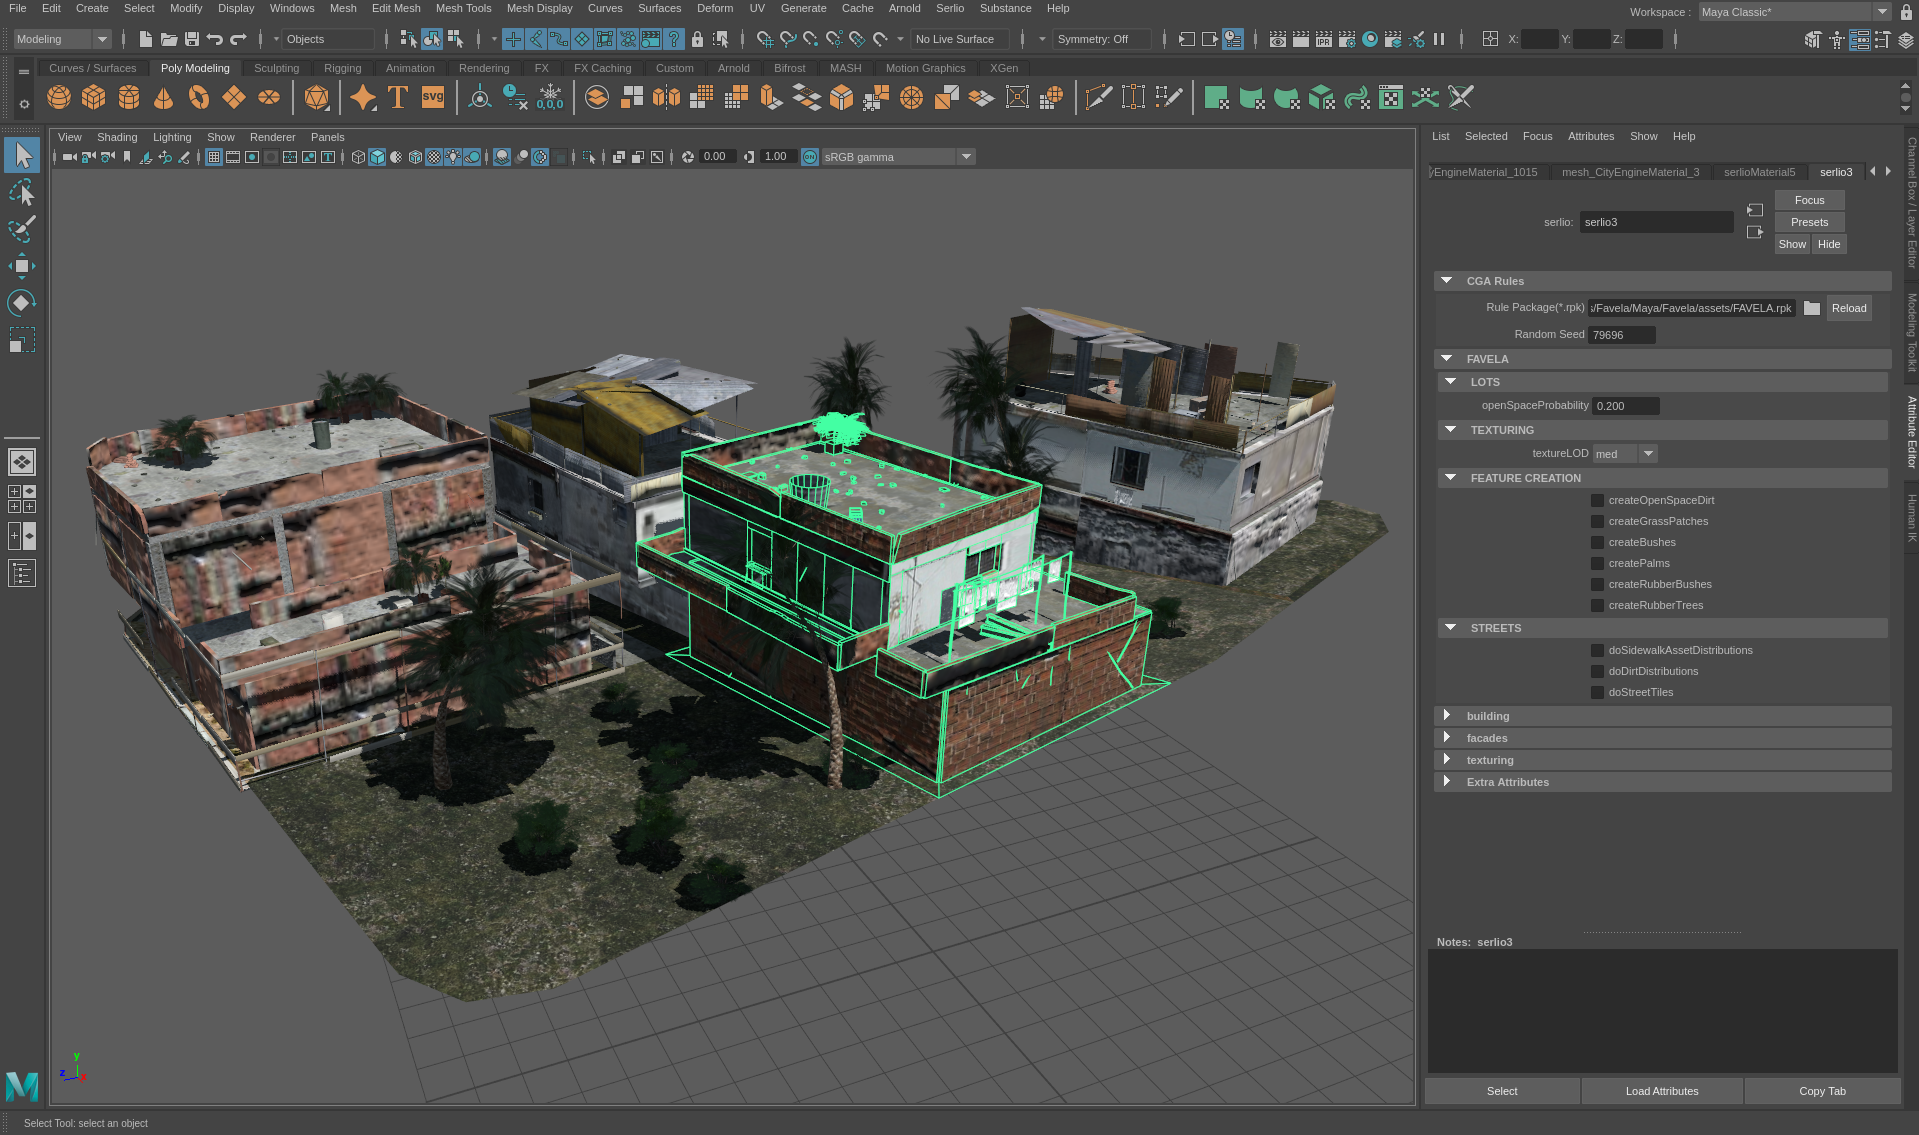 File Edit Create Select Modify Display Windows Mesh Edit Mesh Mesh Tools Mesh Display Curves Surfaces Deform UV Generate Cache Arnold Serlio Substance Help
Workspace : Maya Classic*
Modeling Objects No Live Surface Symmetry: Off X: Y: Z:
Curves / Surfaces Poly Modeling Sculpting Rigging Animation Rendering FX FX Caching Custom Arnold Bifrost MASH Motion Graphics XGen
T SVG 0,0,0
View Shading Lighting Show Renderer Panels
0.00 1.00 ON sRGB gamma
List Selected Focus Attributes Show Help
EngineMaterial_1015 mesh_CityEngineMaterial_3 serlioMaterial5 serlio3
Focus
serlio: serlio3 Presets
Show Hide
CGA Rules
Rule Package(*.rpk) /Favela/Maya/Favela/assets/FAVELA.rpk Reload
Random Seed 79696
FAVELA
LOTS
openSpaceProbability 0.200
TEXTURING
textureLOD med
FEATURE CREATION
createOpenSpaceDirt
createGrassPatches
createBushes
createPalms
createRubberBushes
createRubberTrees
STREETS
doSidewalkAssetDistributions
doDirtDistributions
doStreetTiles
building
facades
texturing
Extra Attributes
Notes: serlio3
Select Load Attributes Copy Tab
Channel Box / Layer Editor
Modeling Toolkit
Attribute Editor
Human IK
y
z x
M
Select Tool: select an object